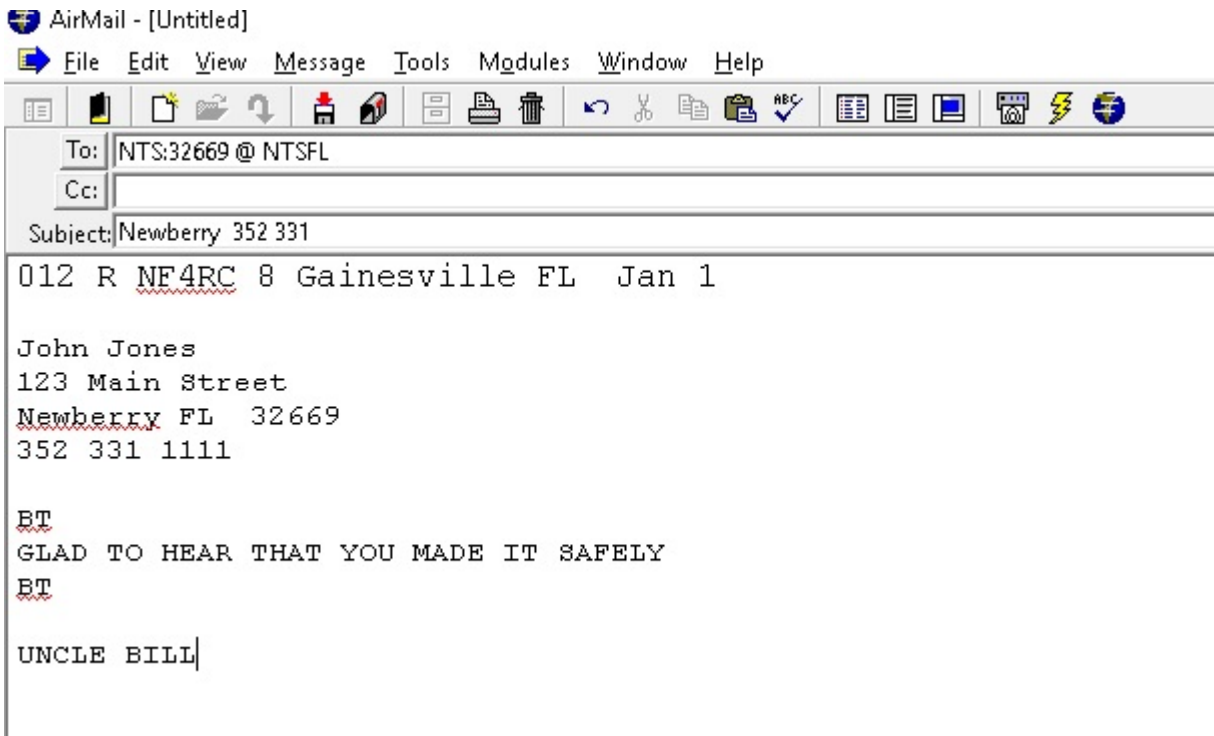 AirMail - [Untitled]
File Edit View Message Tools Modules Window Help
ABC
To: NTS:32669 @ NTSFL
Cc:
Subject: Newberry  352 331
012 R NF4RC 8 Gainesville FL  Jan 1
John Jones
123 Main Street
Newberry FL  32669
352 331 1111
BT
GLAD TO HEAR THAT YOU MADE IT SAFELY
BT
UNCLE BILL